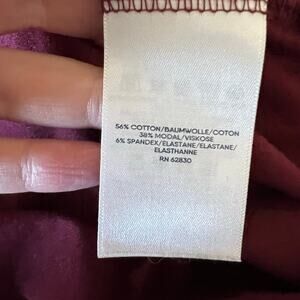 56% COTTON/BAUMWOLLE/COTON
38% MODAL/VISKOSE
6% SPANDEX/ELASTANE/ELASTANE/
ELASTHANNE
RN 62830